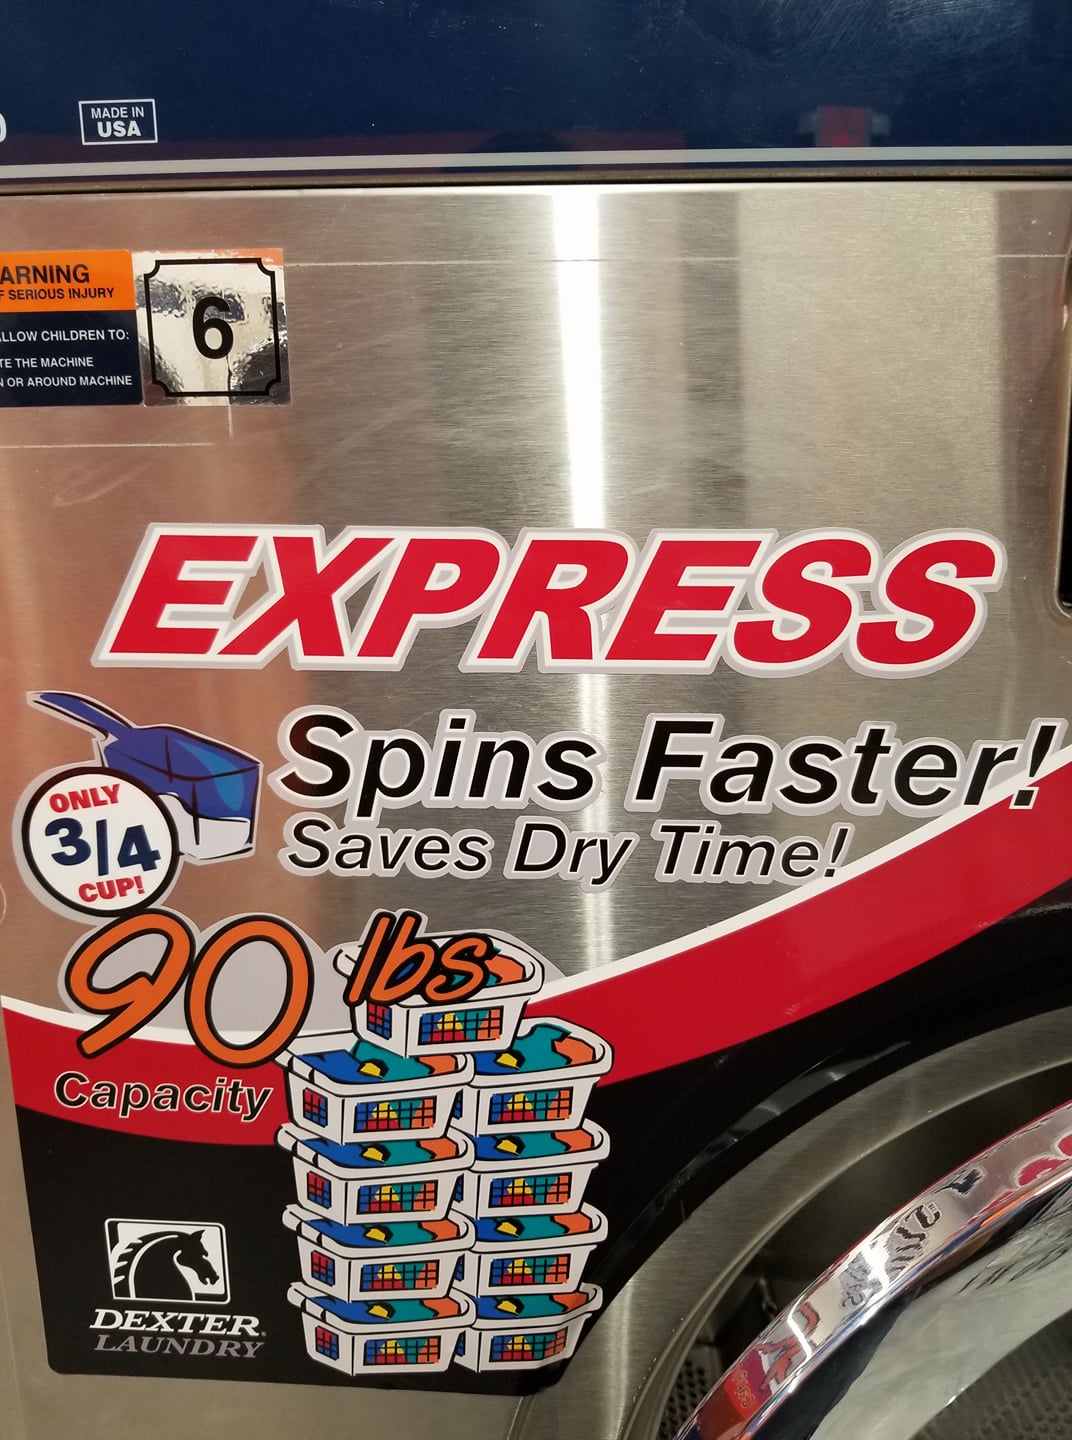 MADE IN
USA
ARNING
F SERIOUS INJURY
ALLOW CHILDREN TO:
TE THE MACHINE
N OR AROUND MACHINE
6
EXPRESS
Spins Faster!
Saves Dry Time!
ONLY
3/4
CUP!
90 lbs
Capacity
DEXTER
LAUNDRY